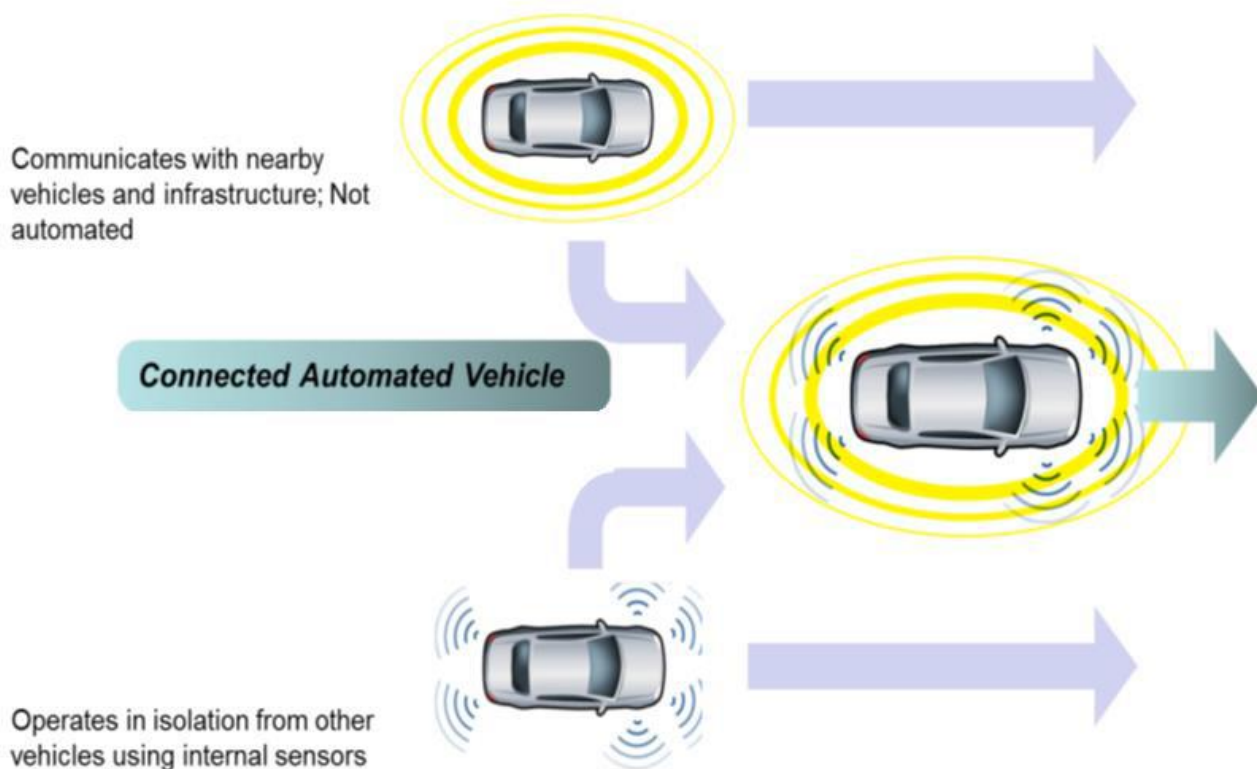 Communicates with nearby
vehicles and infrastructure; Not
automated
Connected Automated Vehicle
Operates in isolation from other
vehicles using internal sensors